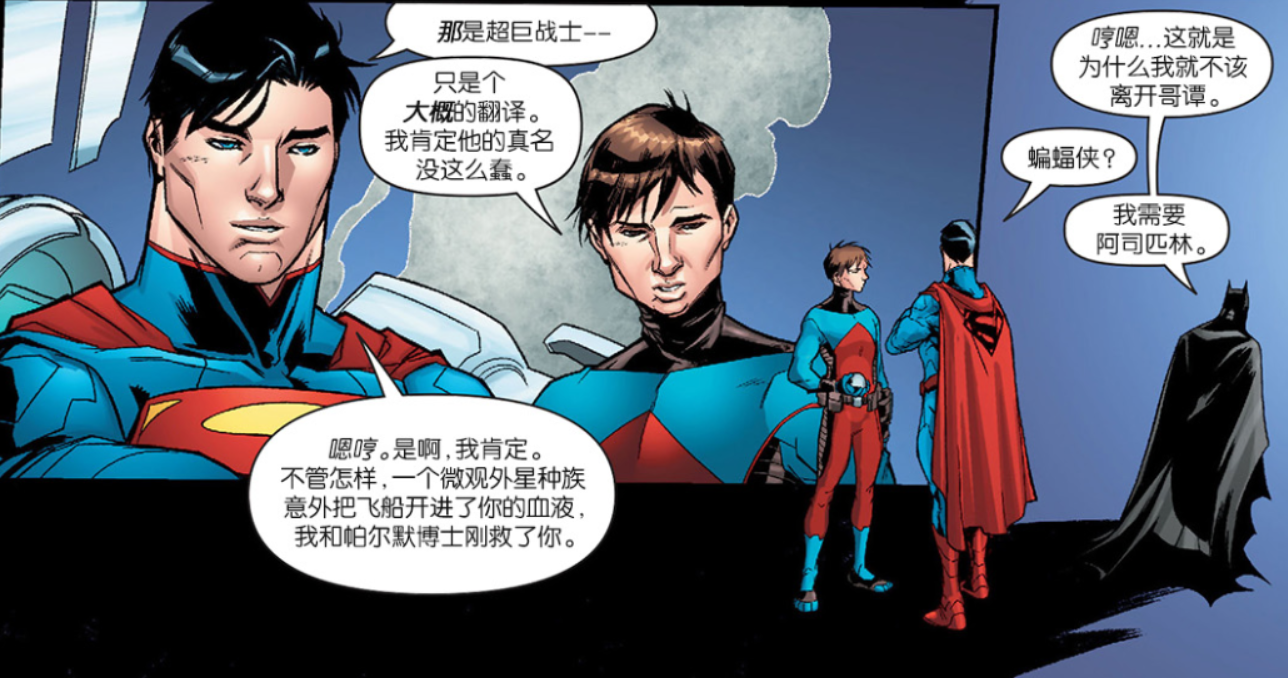 那是超巨战士--
只是个
大概的翻译。
我肯定他的真名
没这么蠢。
嗯哼。是啊,我肯定。
不管怎样,一个微观外星种族
意外把飞船开进了你的血液,
我和帕尔默博士刚救了你。
哼嗯...这就是
为什么我就不该
离开哥谭。
蝙蝠侠?
我需要
阿司匹林。